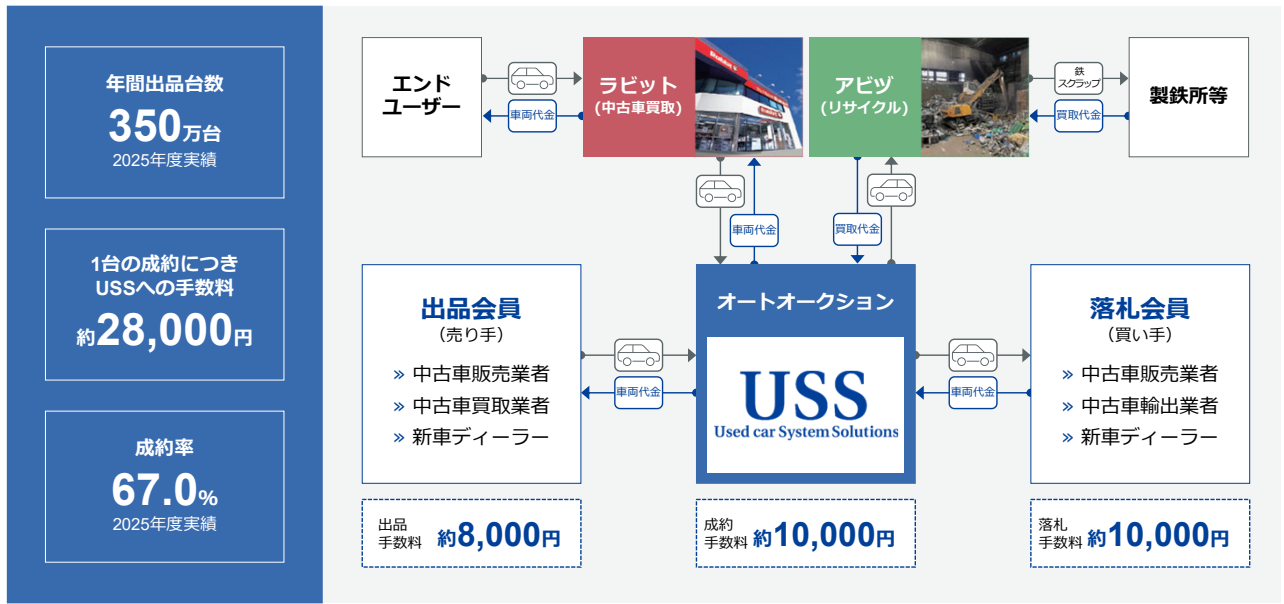 年間出品台数
350万台
2025年度実績
1台の成約につき
USSへの手数料
約28,000円
成約率
67.0%
2025年度実績
エンド
ユーザー
車両代金
ラビット
(中古車買取)
アビヅ
(リサイクル)
鉄
スクラップ
買取代金
製鉄所等
車両代金
買取代金
出品会員
(売り手)
» 中古車販売業者
» 中古車買取業者
» 新車ディーラー
車両代金
オートオークション
USS
Used car System Solutions
車両代金
落札会員
(買い手)
» 中古車販売業者
» 中古車輸出業者
» 新車ディーラー
出品
手数料 約8,000円
成約
手数料 約10,000円
落札
手数料 約10,000円